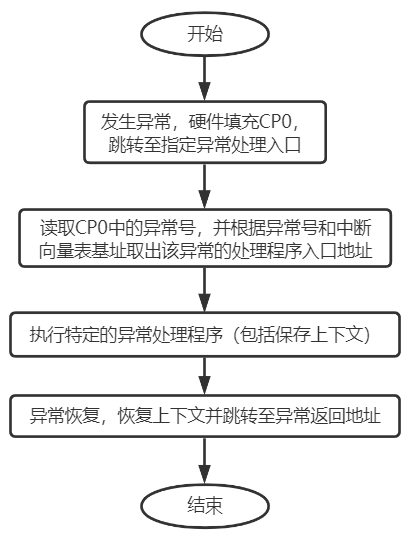 开始
发生异常，硬件填充CP0，
跳转至指定异常处理入口
读取CP0中的异常号，并根据异常号和中断
向量表基址取出该异常的处理程序入口地址
执行特定的异常处理程序（包括保存上下文）
异常恢复，恢复上下文并跳转至异常返回地址
结束